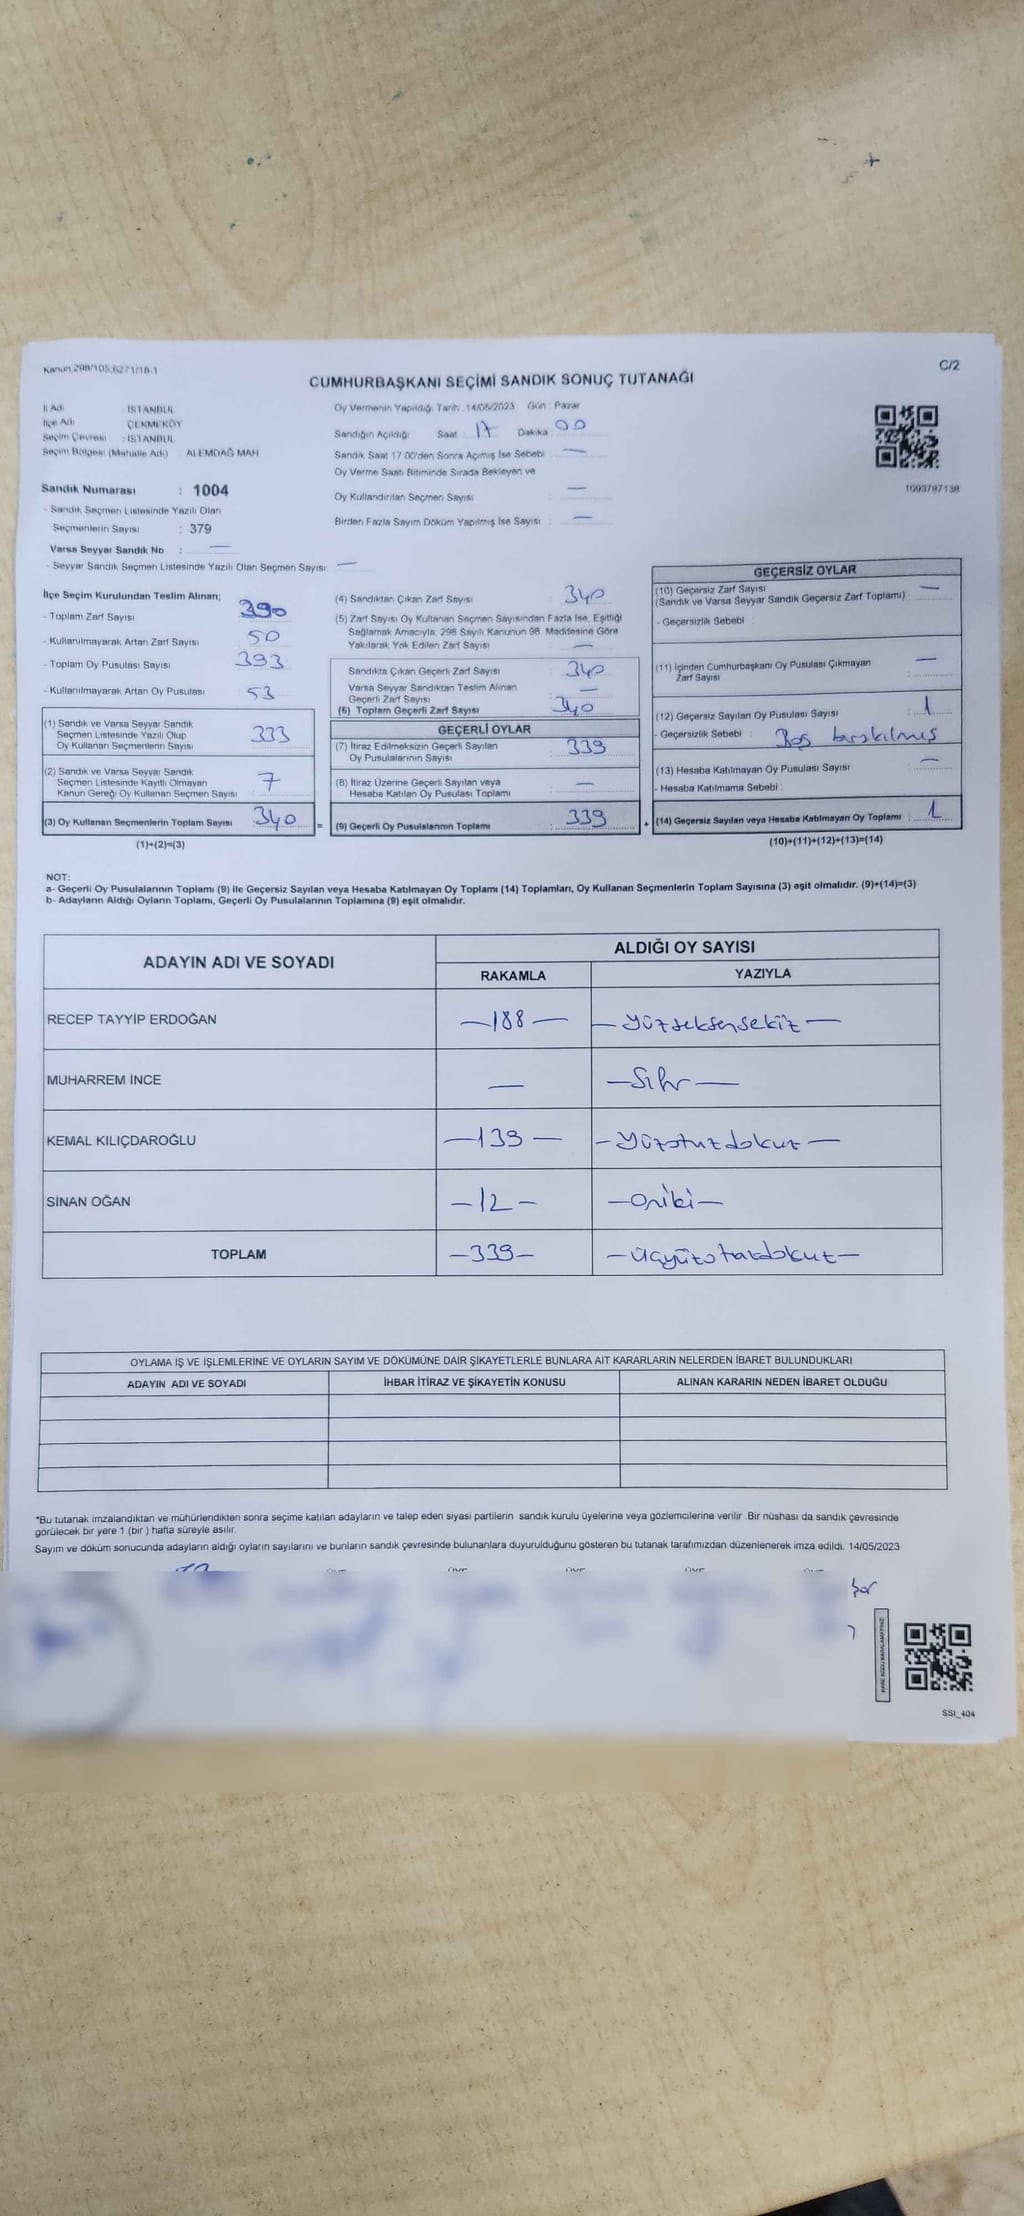 Kanun:298/105,6271/18-1
C/2
CUMHURBAŞKANI SEÇİMİ SANDIK SONUÇ TUTANAĞI
İl Adı : İSTANBUL
İlçe Adı : ÇEKMEKÖY
Seçim Çevresi : İSTANBUL
Seçim Bölgesi (Mahalle Adı) : ALEMDAĞ MAH
Sandık Numarası : 1004
- Sandık Seçmen Listesinde Yazılı Olan
Seçmenlerin Sayısı : 379
Varsa Seyyar Sandık No : —
- Seyyar Sandık Seçmen Listesinde Yazılı Olan Seçmen Sayısı: —
Oy Vermenin Yapıldığı Tarih :14/05/2023 Gün : Pazar
Sandığın Açıldığı Saat : 17 Dakika : 00
Sandık Saat 17:00'den Sonra Açımış İse Sebebi : —
Oy Verme Saati Bitiminde Sırada Bekleyen ve
Oy Kullandırılan Seçmen Sayısı : —
Birden Fazla Sayım Döküm Yapılmış İse Sayısı : —
1093787138
İlçe Seçim Kurulundan Teslim Alınan;
- Toplam Zarf Sayısı 390
- Kullanılmayarak Artan Zarf Sayısı 50
- Toplam Oy Pusulası Sayısı 393
- Kullanılmayarak Artan Oy Pusulası 53
(1) Sandık ve Varsa Seyyar Sandık
Seçmen Listesinde Yazılı Olup
Oy Kullanan Seçmenlerin Sayısı 333
(2) Sandık ve Varsa Seyyar Sandık
Seçmen Listesinde Kayıtlı Olmayan
Kanun Gereği Oy Kullanan Seçmen Sayısı 7
(3) Oy Kullanan Seçmenlerin Toplam Sayısı 340
(1)+(2)=(3)
(4) Sandıktan Çıkan Zarf Sayısı 340
(5) Zarf Sayısı Oy Kullanan Seçmen Sayısından Fazla İse, Eşitliği
Sağlamak Amacıyla, 298 Sayılı Kanunun 98. Maddesine Göre
Yakılarak Yok Edilen Zarf Sayısı —
Sandıkta Çıkan Geçerli Zarf Sayısı 340
Varsa Seyyar Sandıktan Teslim Alınan
Geçerli Zarf Sayısı —
(6) Toplam Geçerli Zarf Sayısı 340
GEÇERLİ OYLAR
(7) İtiraz Edilmeksizin Geçerli Sayılan
Oy Pusulalarının Sayısı 339
(8) İtiraz Üzerine Geçerli Sayılan veya
Hesaba Katılan Oy Pusulası Toplamı —
= (9) Geçerli Oy Pusulalarının Toplamı : 339
GEÇERSİZ OYLAR
(10) Geçersiz Zarf Sayısı —
(Sandık ve Varsa Seyyar Sandık Geçersiz Zarf Toplamı) :
- Geçersizlik Sebebi :
(11) İçinden Cumhurbaşkanı Oy Pusulası Çıkmayan —
Zarf Sayısı
(12) Geçersiz Sayılan Oy Pusulası Sayısı : 1
- Geçersizlik Sebebi : Boş bırakılmış
(13) Hesaba Katılmayan Oy Pusulası Sayısı : —
- Hesaba Katılmama Sebebi :
+ (14) Geçersiz Sayılan veya Hesaba Katılmayan Oy Toplamı : 1
(10)+(11)+(12)+(13)=(14)
NOT:
a- Geçerli Oy Pusulalarının Toplamı (9) ile Geçersiz Sayılan veya Hesaba Katılmayan Oy Toplamı (14) Toplamları, Oy Kullanan Seçmenlerin Toplam Sayısına (3) eşit olmalıdır. (9)+(14)=(3)
b- Adayların Aldığı Oyların Toplamı, Geçerli Oy Pusulalarının Toplamına (9) eşit olmalıdır.
ADAYIN ADI VE SOYADI ALDIĞI OY SAYISI
RAKAMLA YAZIYLA
RECEP TAYYİP ERDOĞAN —188— —yüzseksensekiz—
MUHARREM İNCE — —Sıfır—
KEMAL KILIÇDAROĞLU —139— —yüzotuzdokuz—
SİNAN OĞAN —12— —oniki—
TOPLAM —339— —üçyüzotuzdokuz—
OYLAMA İŞ VE İŞLEMLERİNE VE OYLARIN SAYIM VE DÖKÜMÜNE DAİR ŞİKAYETLERLE BUNLARA AİT KARARLARIN NELERDEN İBARET BULUNDUKLARI
ADAYIN ADI VE SOYADI İHBAR İTİRAZ VE ŞİKAYETİN KONUSU ALINAN KARARIN NEDEN İBARET OLDUĞU
*Bu tutanak imzalandıktan ve mühürlendikten sonra seçime katılan adayların ve talep eden siyasi partilerin sandık kurulu üyelerine veya gözlemcilerine verilir .Bir nüshası da sandık çevresinde
görülecek bir yere 1 (bir ) hafta süreyle asılır.
Sayım ve döküm sonucunda adayların aldığı oyların sayılarını ve bunların sandık çevresinde bulunanlara duyurulduğunu gösteren bu tutanak tarafımızdan düzenlenerek imza edildi. 14/05/2023
SSI_404